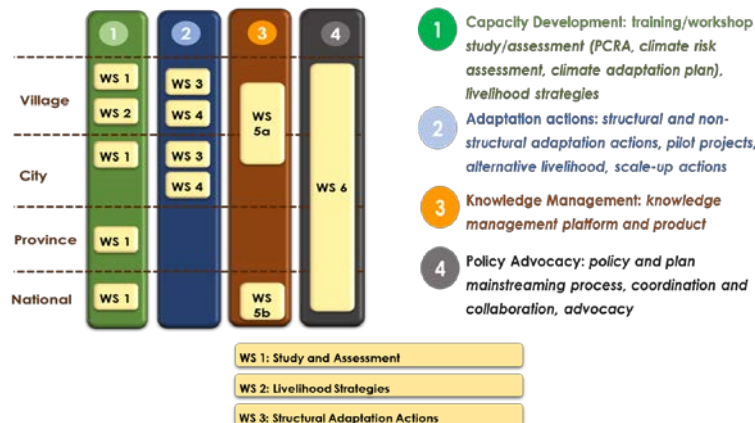 1
2
3
4
Village
City
Province
National
WS 1
WS 2
WS 1
WS 1
WS 1
WS 3
WS 4
WS 3
WS 4
WS
5a
WS
5b
WS 6
1
Capacity Development: training/workshop
study/assessment (PCRA, climate risk
assessment, climate adaptation plan),
livelihood strategies
2
Adaptation actions: structural and non-
structural adaptation actions, pilot projects,
alternative livelihood, scale-up actions
3
Knowledge Management: knowledge
management platform and product
4
Policy Advocacy: policy and plan
mainstreaming process, coordination and
collaboration, advocacy
WS 1: Study and Assessment
WS 2: Livelihood Strategies
WS 3: Structural Adaptation Actions